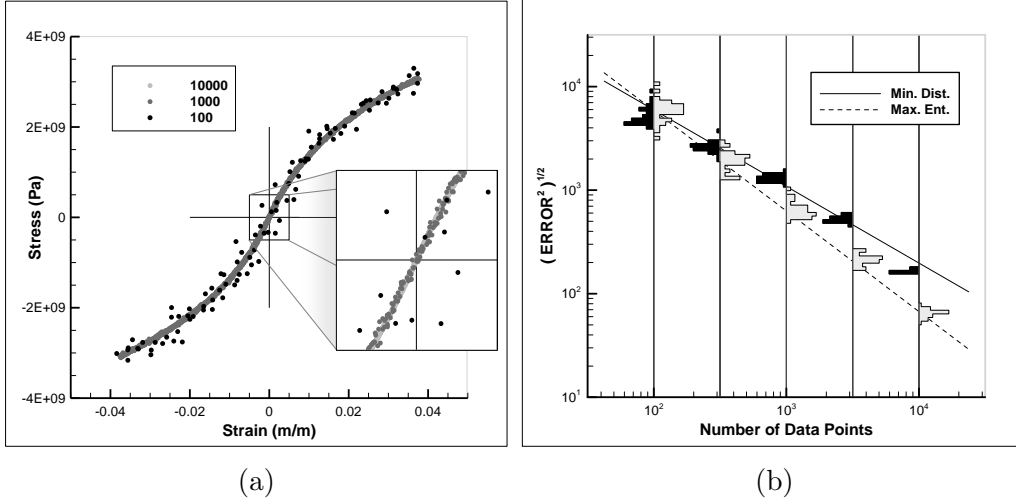 4E+09
2E+09
0
-2E+09
-4E+09
Stress (Pa)
10000
1000
100
-0.04
-0.02
0
0.02
0.04
Strain (m/m)
(a)
10^4
10^3
10^2
10^1
( ERROR^2 )^1/2
Min. Dist.
Max. Ent.
10^2
10^3
10^4
Number of Data Points
(b)